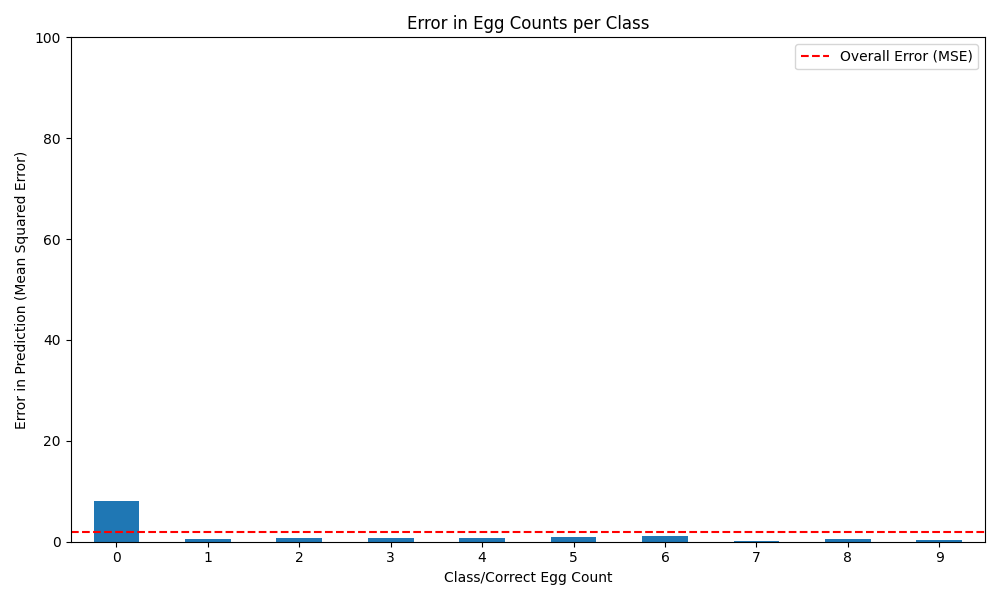 Error in Egg Counts per Class
Overall Error (MSE)
Error in Prediction (Mean Squared Error)
100
80
60
40
20
0
0 1 2 3 4 5 6 7 8 9
Class/Correct Egg Count